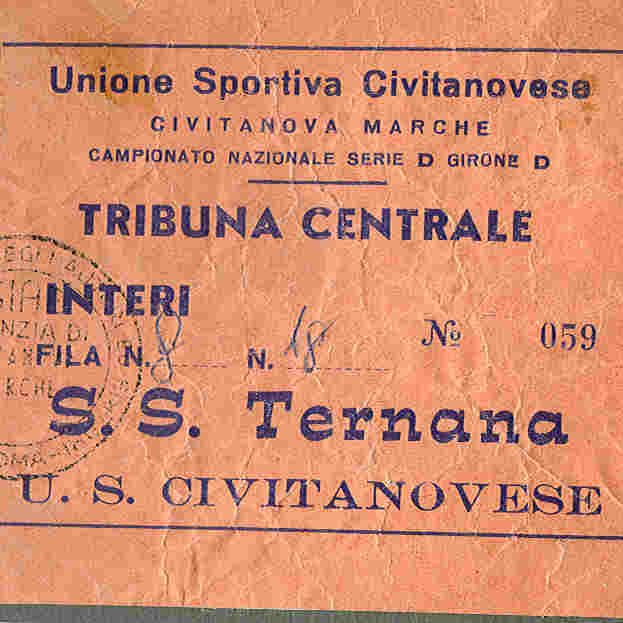 Unione Sportiva Civitanovese
CIVITANOVA MARCHE
CAMPIONATO NAZIONALE SERIE D GIRONE D
TRIBUNA CENTRALE
INTERI
№ 059
FILA N. 8 N. 18
S. S. Ternana
U. S. CIVITANOVESE